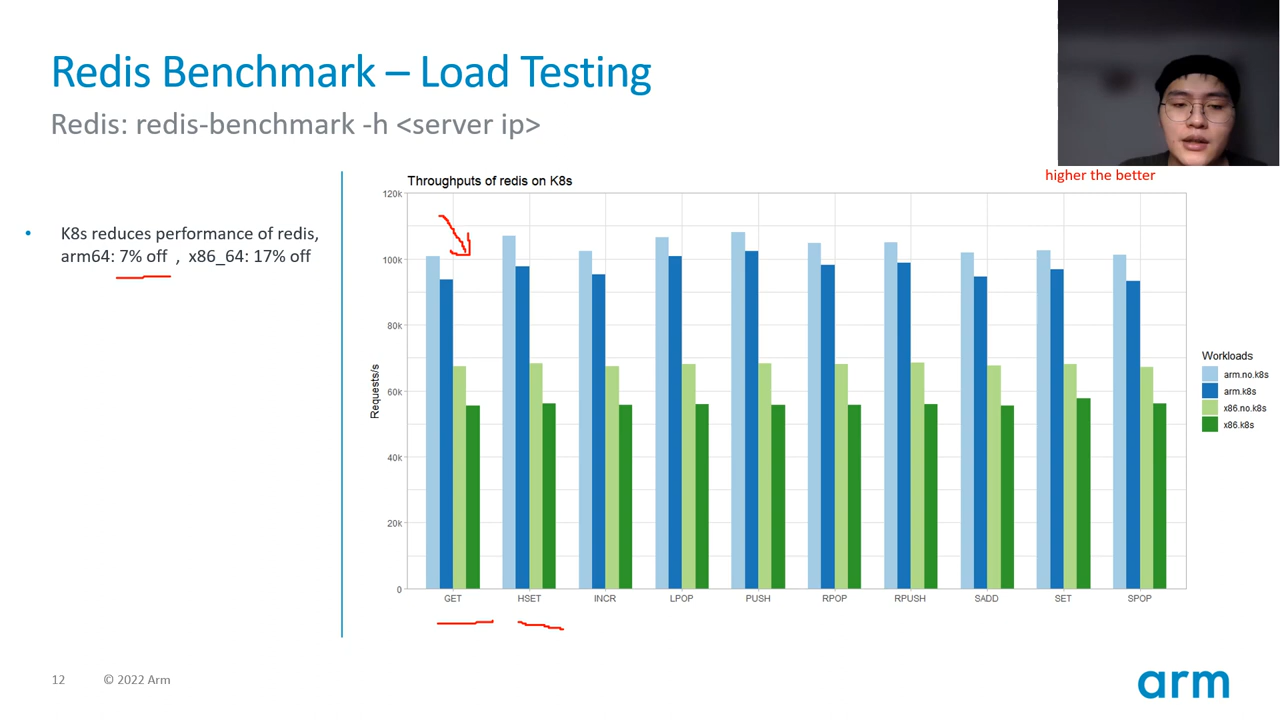 Redis Benchmark – Load Testing
Redis: redis-benchmark -h <server ip>
higher the better
• K8s reduces performance of redis,
arm64: 7% off , x86_64: 17% off
Throughputs of redis on K8s
120k
100k
80k
60k
40k
20k
0
Requests/s
GET HSET INCR LPOP PUSH RPOP RPUSH SADD SET SPOP
Workloads
arm.no.k8s
arm.k8s
x86.no.k8s
x86.k8s
12 © 2022 Arm
arm